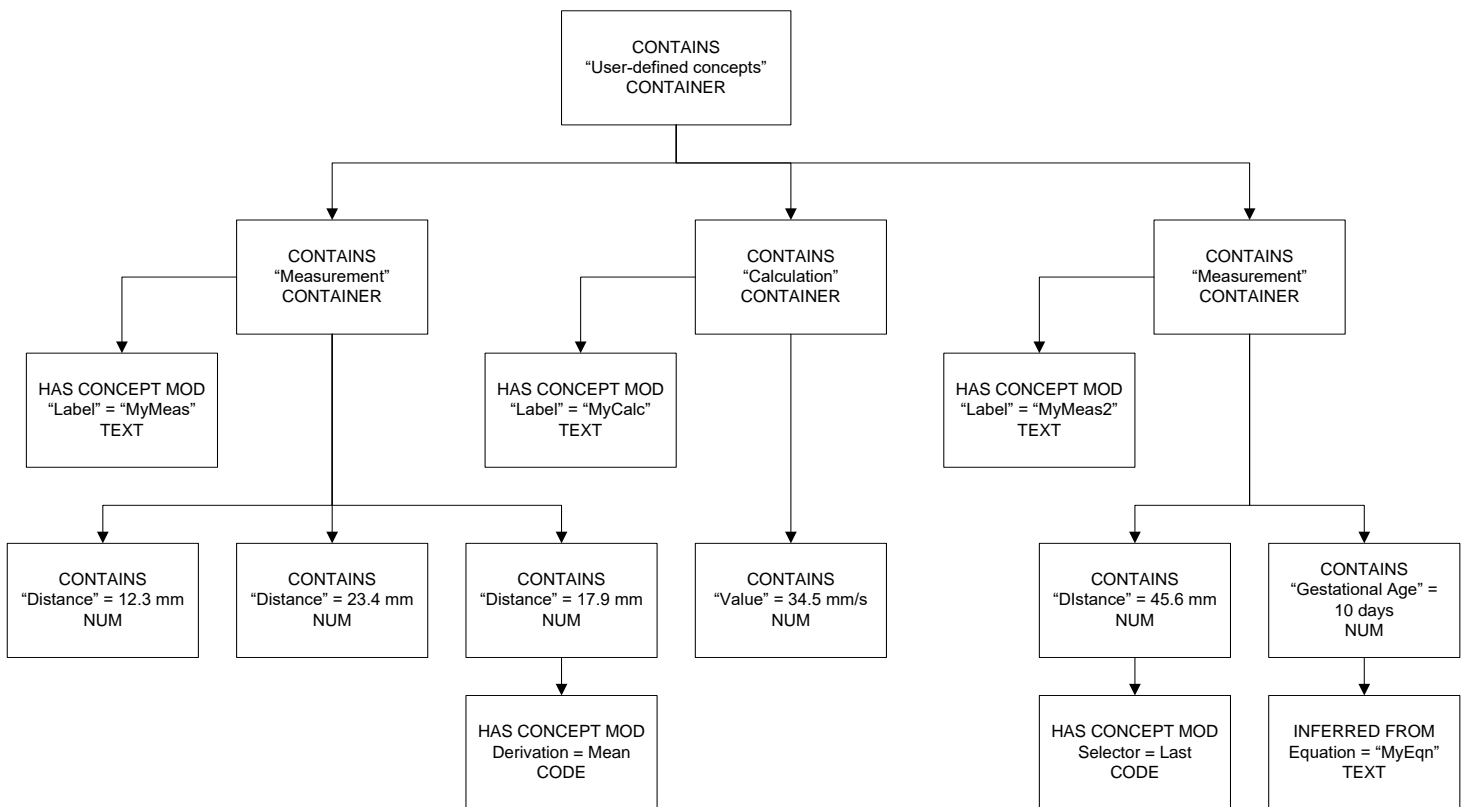 CONTAINS
“User-defined concepts”
CONTAINER
CONTAINS
“Measurement”
CONTAINER
CONTAINS
“Calculation”
CONTAINER
CONTAINS
“Measurement”
CONTAINER
HAS CONCEPT MOD
“Label” = “MyMeas”
TEXT
HAS CONCEPT MOD
“Label” = “MyCalc”
TEXT
HAS CONCEPT MOD
“Label” = “MyMeas2”
TEXT
CONTAINS
“Distance” = 12.3 mm
NUM
CONTAINS
“Distance” = 23.4 mm
NUM
CONTAINS
“Distance” = 17.9 mm
NUM
CONTAINS
“Value” = 34.5 mm/s
NUM
CONTAINS
“DIstance” = 45.6 mm
NUM
CONTAINS
“Gestational Age” =
10 days
NUM
HAS CONCEPT MOD
Derivation = Mean
CODE
HAS CONCEPT MOD
Selector = Last
CODE
INFERRED FROM
Equation = “MyEqn”
TEXT